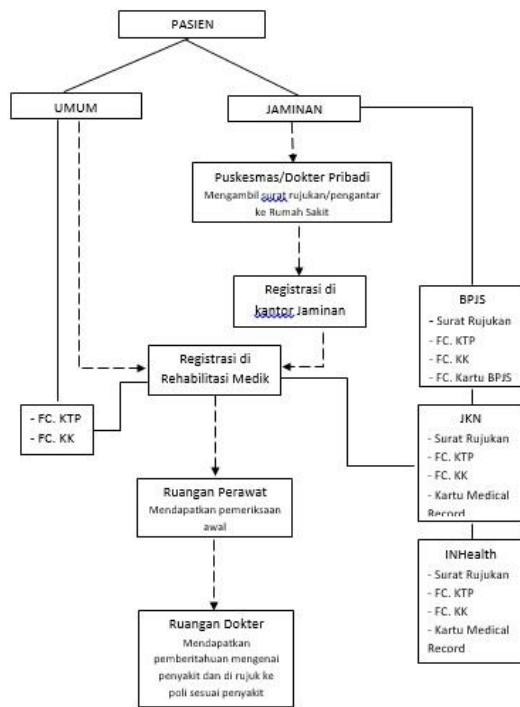 PASIEN
UMUM
JAMINAN
Puskesmas/Dokter Pribadi
Mengambil surat rujukan/pengantar
ke Rumah Sakit
Registrasi di
kantor Jaminan
BPJS
- Surat Rujukan
- FC. KTP
- FC. KK
- FC. Kartu BPJS
Registrasi di
Rehabilitasi Medik
- FC. KTP
- FC. KK
JKN
- Surat Rujukan
- FC. KTP
- FC. KK
- Kartu Medical
Record
Ruangan Perawat
Mendapatkan pemeriksaan
awal
INHealth
- Surat Rujukan
- FC. KTP
- FC. KK
- Kartu Medical
Record
Ruangan Dokter
Mendapatkan
pemberitahuan mengenai
penyakit dan di rujuk ke
poli sesuai penyakit